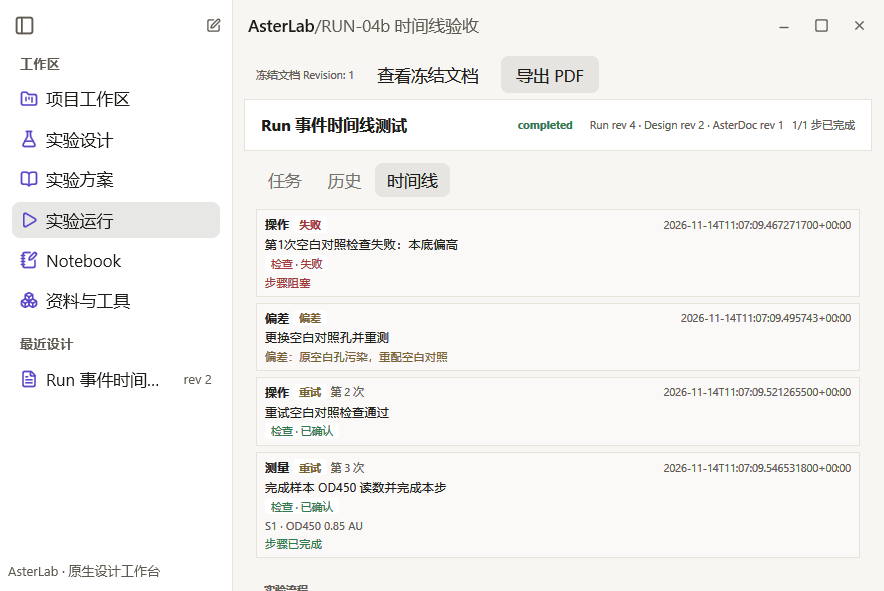 AsterLab/RUN-04b 时间线验收
工作区
项目工作区
实验设计
实验方案
实验运行
Notebook
资料与工具
最近设计
Run 事件时间... rev 2
AsterLab · 原生设计工作台
冻结文档 Revision: 1 查看冻结文档 导出 PDF
Run 事件时间线测试 completed Run rev 4 · Design rev 2 · AsterDoc rev 1 1/1 步已完成
任务 历史 时间线
操作 失败 2026-11-14T11:07:09.467271700+00:00
第1次空白对照检查失败：本底偏高
检查 · 失败
步骤阻塞
偏差 偏差 2026-11-14T11:07:09.495743+00:00
更换空白对照孔并重测
偏差：原空白孔污染，重配空白对照
操作 重试 第 2 次 2026-11-14T11:07:09.521265500+00:00
重试空白对照检查通过
检查 · 已确认
测量 重试 第 3 次 2026-11-14T11:07:09.546531800+00:00
完成样本 OD450 读数并完成本步
检查 · 已确认
S1 · OD450 0.85 AU
步骤已完成
实验流程